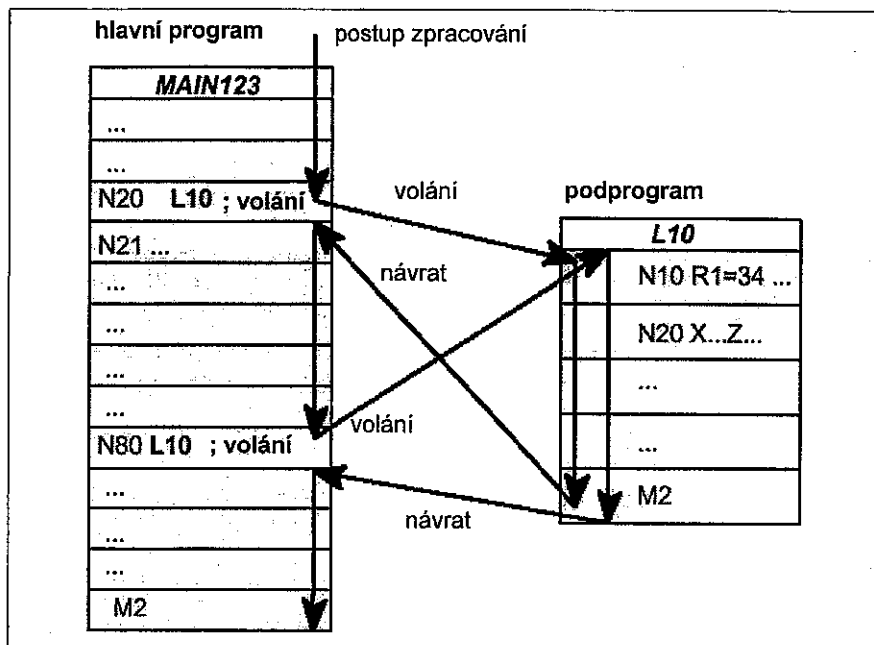 hlavní program
postup zpracování
MAIN123
...
...
N20 L10 ; volání
N21 ...
...
...
...
...
N80 L10 ; volání
...
...
...
M2
volání
návrat
volání
návrat
podprogram
L10
N10 R1=34 ...
N20 X...Z...
...
...
M2